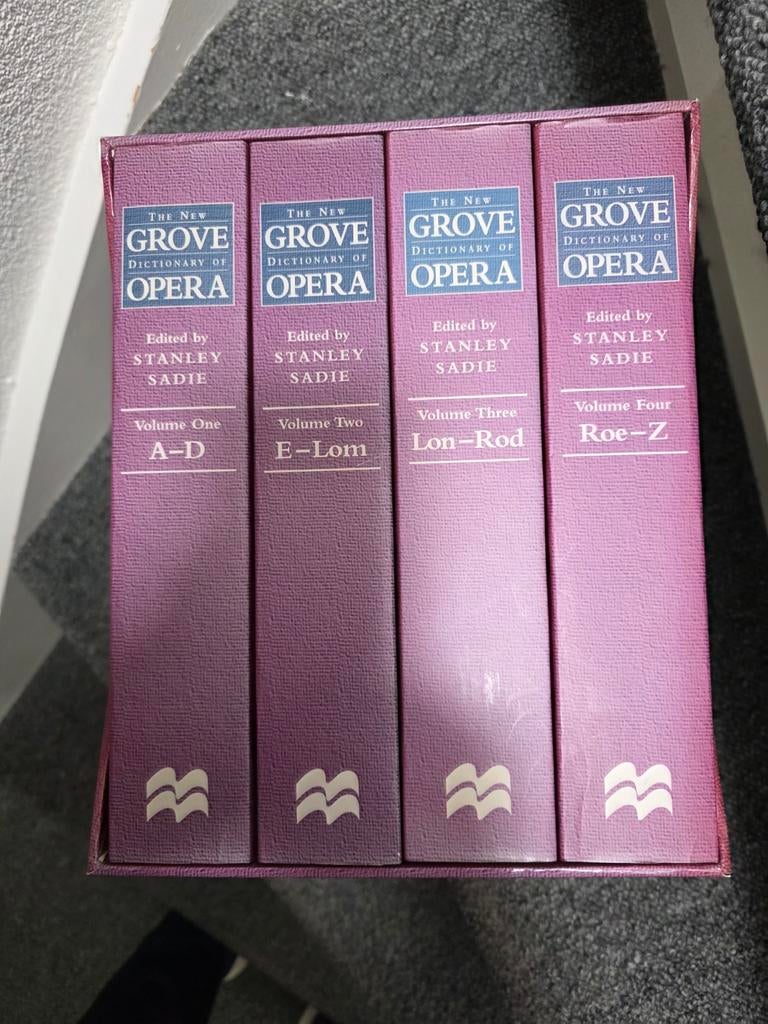 THE NEW
GROVE
DICTIONARY OF
OPERA
Edited by
STANLEY
SADIE
Volume One
A–D
THE NEW
GROVE
DICTIONARY OF
OPERA
Edited by
STANLEY
SADIE
Volume Two
E–Lom
THE NEW
GROVE
DICTIONARY OF
OPERA
Edited by
STANLEY
SADIE
Volume Three
Lon–Rod
THE NEW
GROVE
DICTIONARY OF
OPERA
Edited by
STANLEY
SADIE
Volume Four
Roe–Z